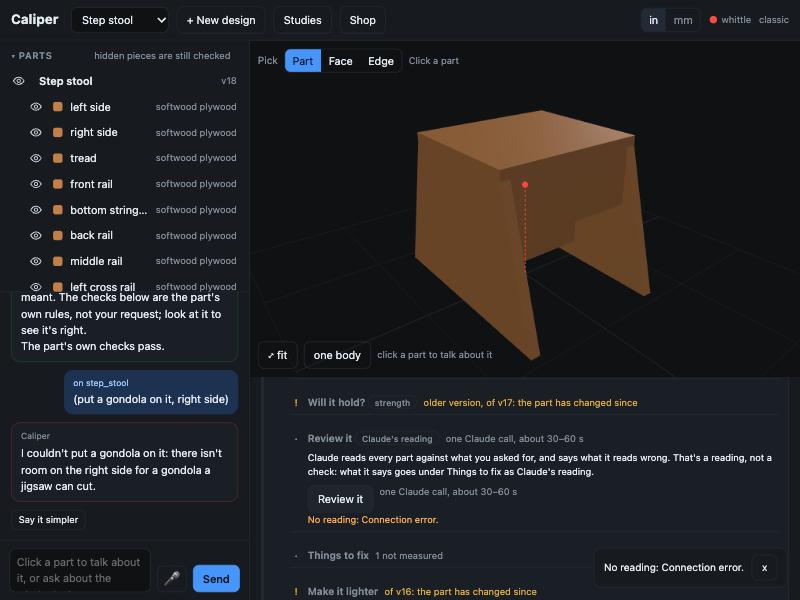 Caliper
Step stool
+ New design
Studies
Shop
in mm
whittle classic
PARTS hidden pieces are still checked
Step stool v18
left side softwood plywood
right side softwood plywood
tread softwood plywood
front rail softwood plywood
bottom string... softwood plywood
back rail softwood plywood
middle rail softwood plywood
left cross rail softwood plywood
meant. The checks below are the part's
own rules, not your request; look at it to
see it's right.
The part's own checks pass.
on step_stool
(put a gondola on it, right side)
Caliper
I couldn't put a gondola on it: there isn't
room on the right side for a gondola a
jigsaw can cut.
Say it simpler
Click a part to talk about
it, or ask about the
Send
Pick Part Face Edge Click a part
fit one body click a part to talk about it
! Will it hold? strength older version, of v17: the part has changed since
· Review it Claude's reading one Claude call, about 30–60 s
Claude reads every part against what you asked for, and says what it reads wrong. That's a reading, not a
check: what it says goes under Things to fix as Claude's reading.
Review it one Claude call, about 30–60 s
No reading: Connection error.
· Things to fix 1 not measured
! Make it lighter of v16: the part has changed since
No reading: Connection error. x